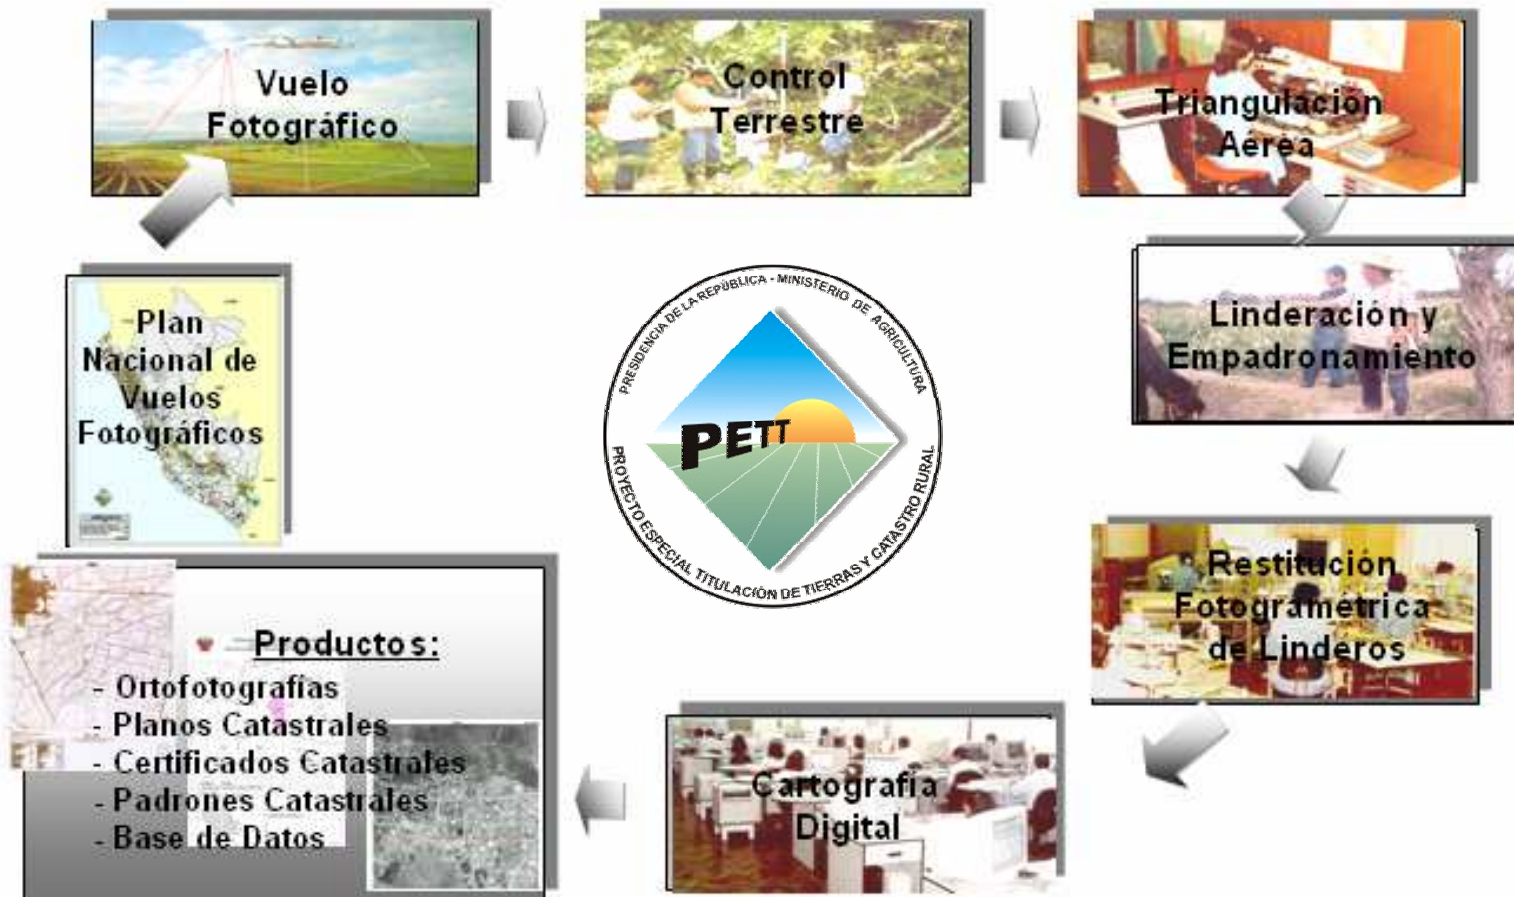 Vuelo
Fotográfico
Control
Terrestre
Triangulación
Aérea
Plan
Nacional de
Vuelos
Fotográficos
PRESIDENCIA DE LA REPÚBLICA - MINISTERIO DE AGRICULTURA
PETT
PROYECTO ESPECIAL TITULACIÓN DE TIERRAS Y CATASTRO RURAL
Linderación y
Empadronamiento
Restitución
Fotogramétrica
de Linderos
Cartografía
Digital
Productos:
- Ortofotografías
- Planos Catastrales
- Certificados Catastrales
- Padrones Catastrales
- Base de Datos